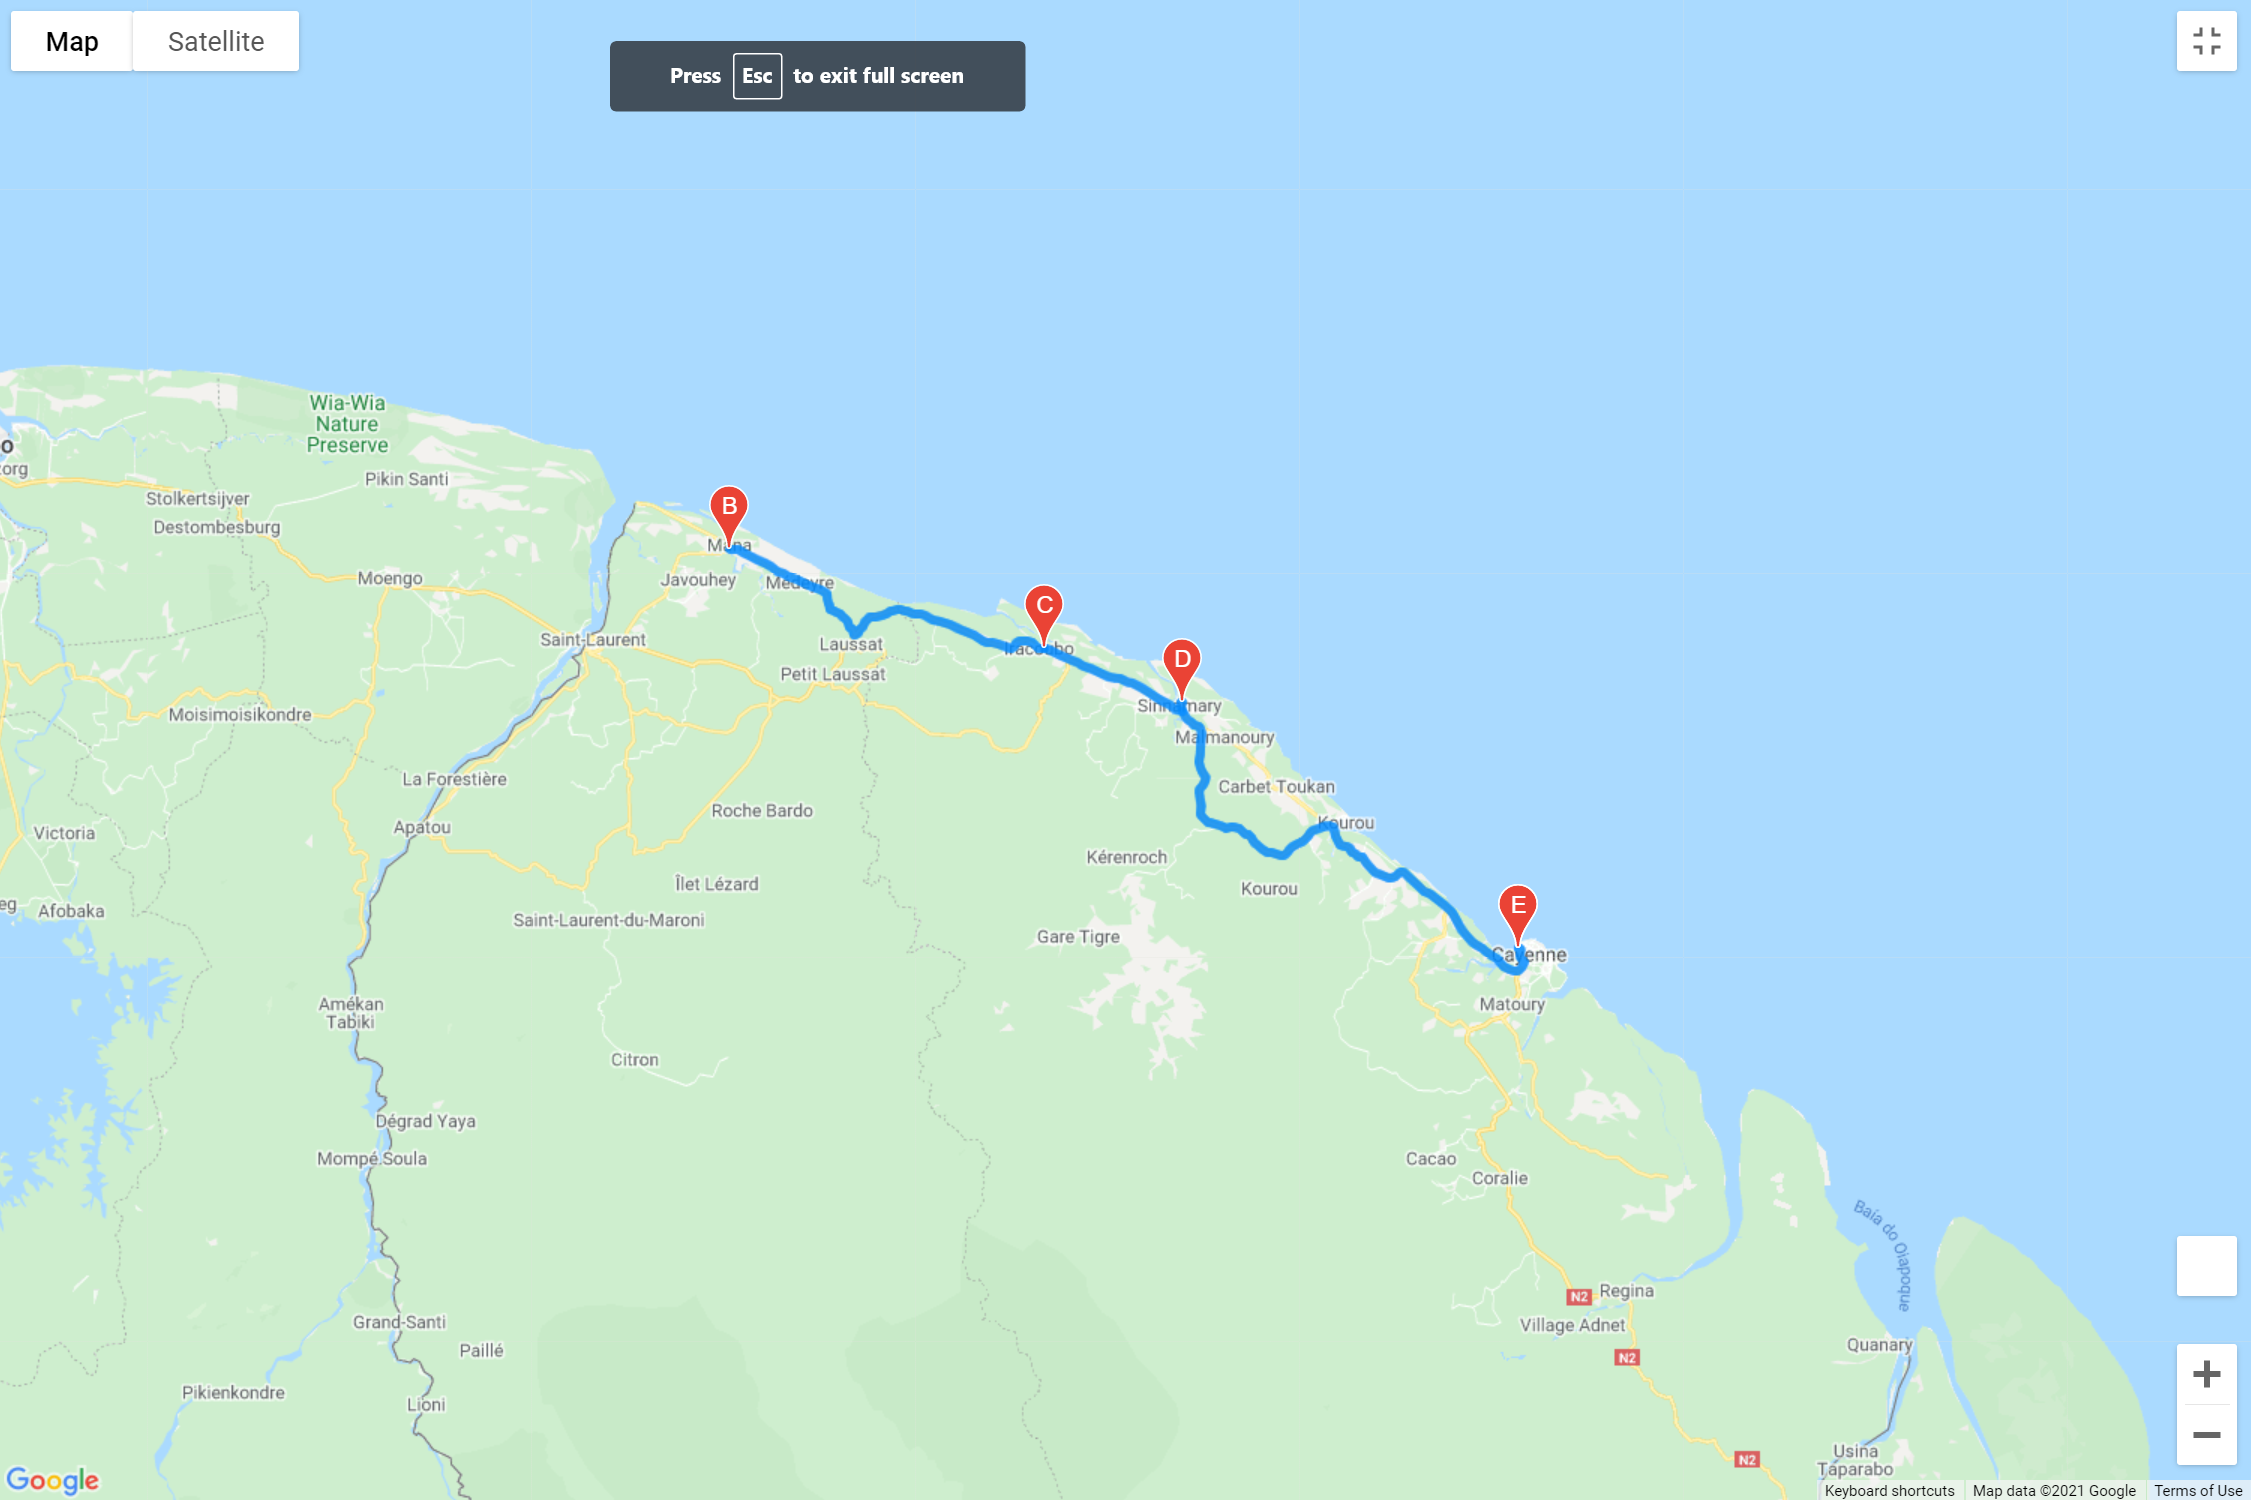 Map
Satellite
Press Esc to exit full screen
Wia-Wia
Nature
Preserve
o
org
Pikin Santi
Stolkertsijver
Destombesburg
B
Mana
Moengo
Javouhey
Medeyre
C
Saint-Laurent
Laussat
Iracoubo
D
Petit Laussat
Sinnamary
Moisimoisikondre
Malmanoury
La Forestière
Carbet Toukan
Roche Bardo
Apatou
Kourou
Victoria
Kérenroch
Îlet Lézard
Kourou
eg
Afobaka
Saint-Laurent-du-Maroni
E
Gare Tigre
Cayenne
Amékan
Tabiki
Matoury
Citron
Dégrad Yaya
Mompé Soula
Cacao
Coralie
Baía do Oiapoque
N2
Regina
Grand-Santi
Village Adnet
Paillé
Quanary
N2
Pikienkondre
Lioni
Usina
Taparabo
N2
Google
Keyboard shortcuts
Map data ©2021 Google
Terms of Use